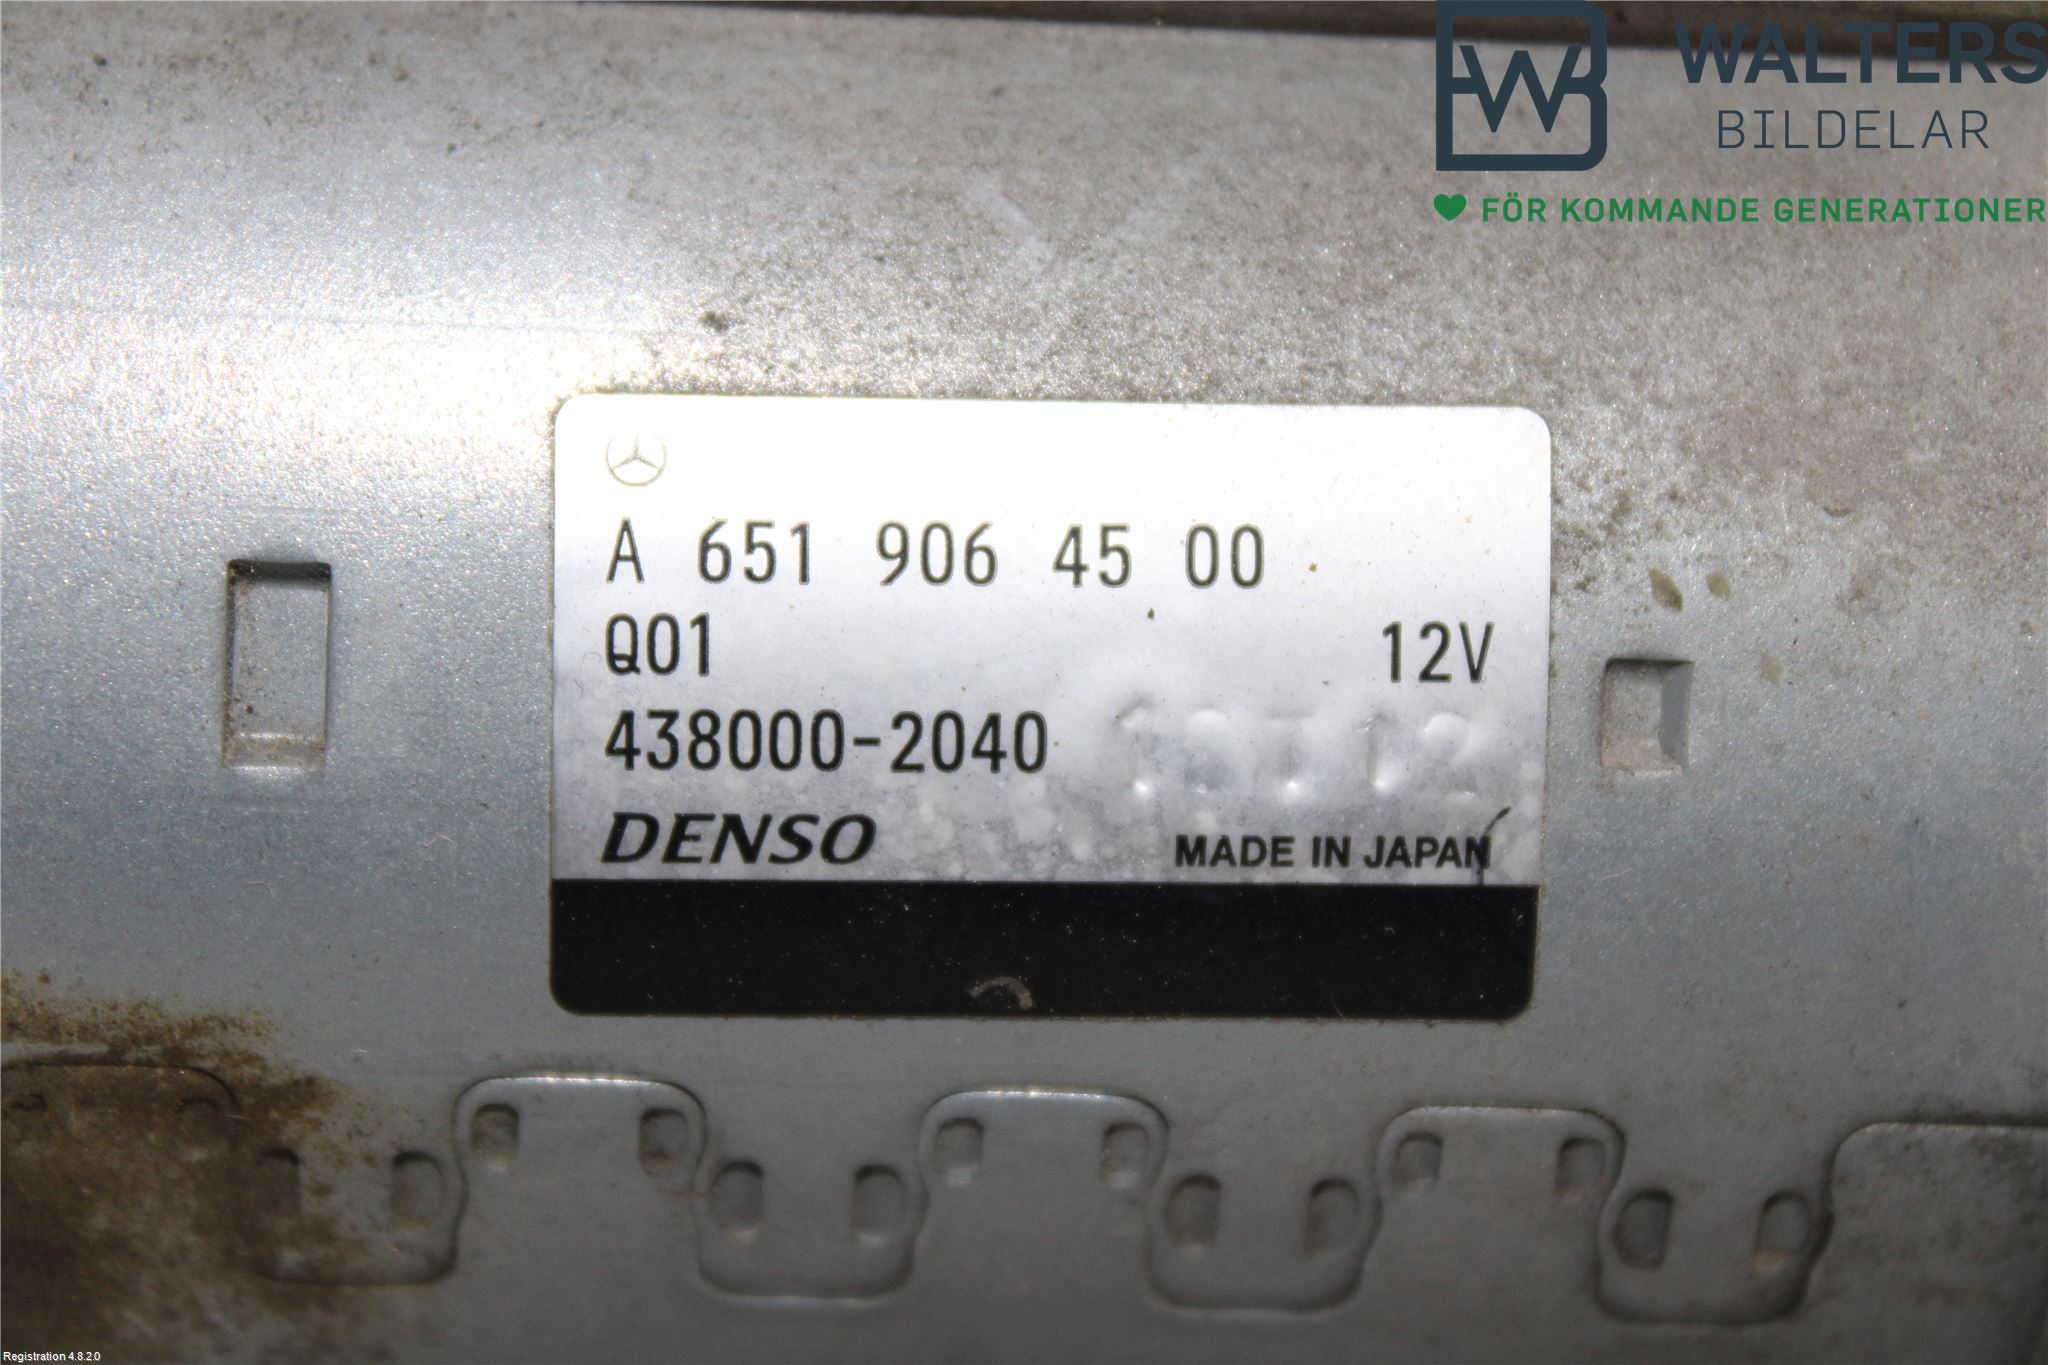 WALTERS
BILDELAR
FÖR KOMMANDE GENERATIONER
A 651 906 45 00
Q01 12V
438000-2040
DENSO MADE IN JAPAN
Registration 4.8.2.0